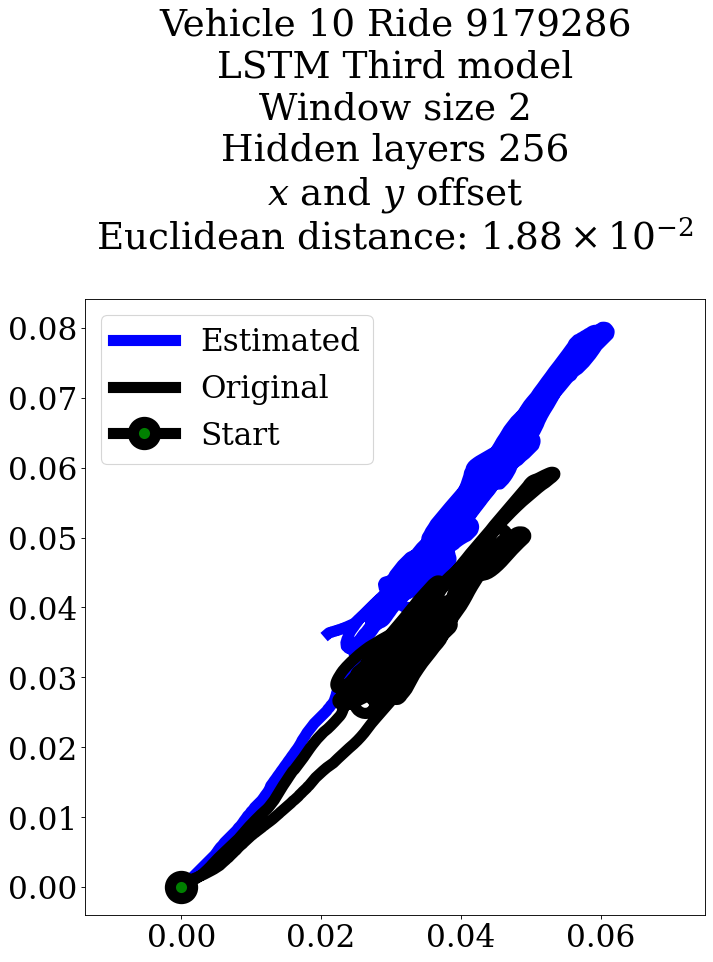 Vehicle 10 Ride 9179286
LSTM Third model
Window size 2
Hidden layers 256
x and y offset
Euclidean distance: 1.88 × 10⁻²
Estimated
Original
Start
0.08
0.07
0.06
0.05
0.04
0.03
0.02
0.01
0.00
0.00 0.02 0.04 0.06